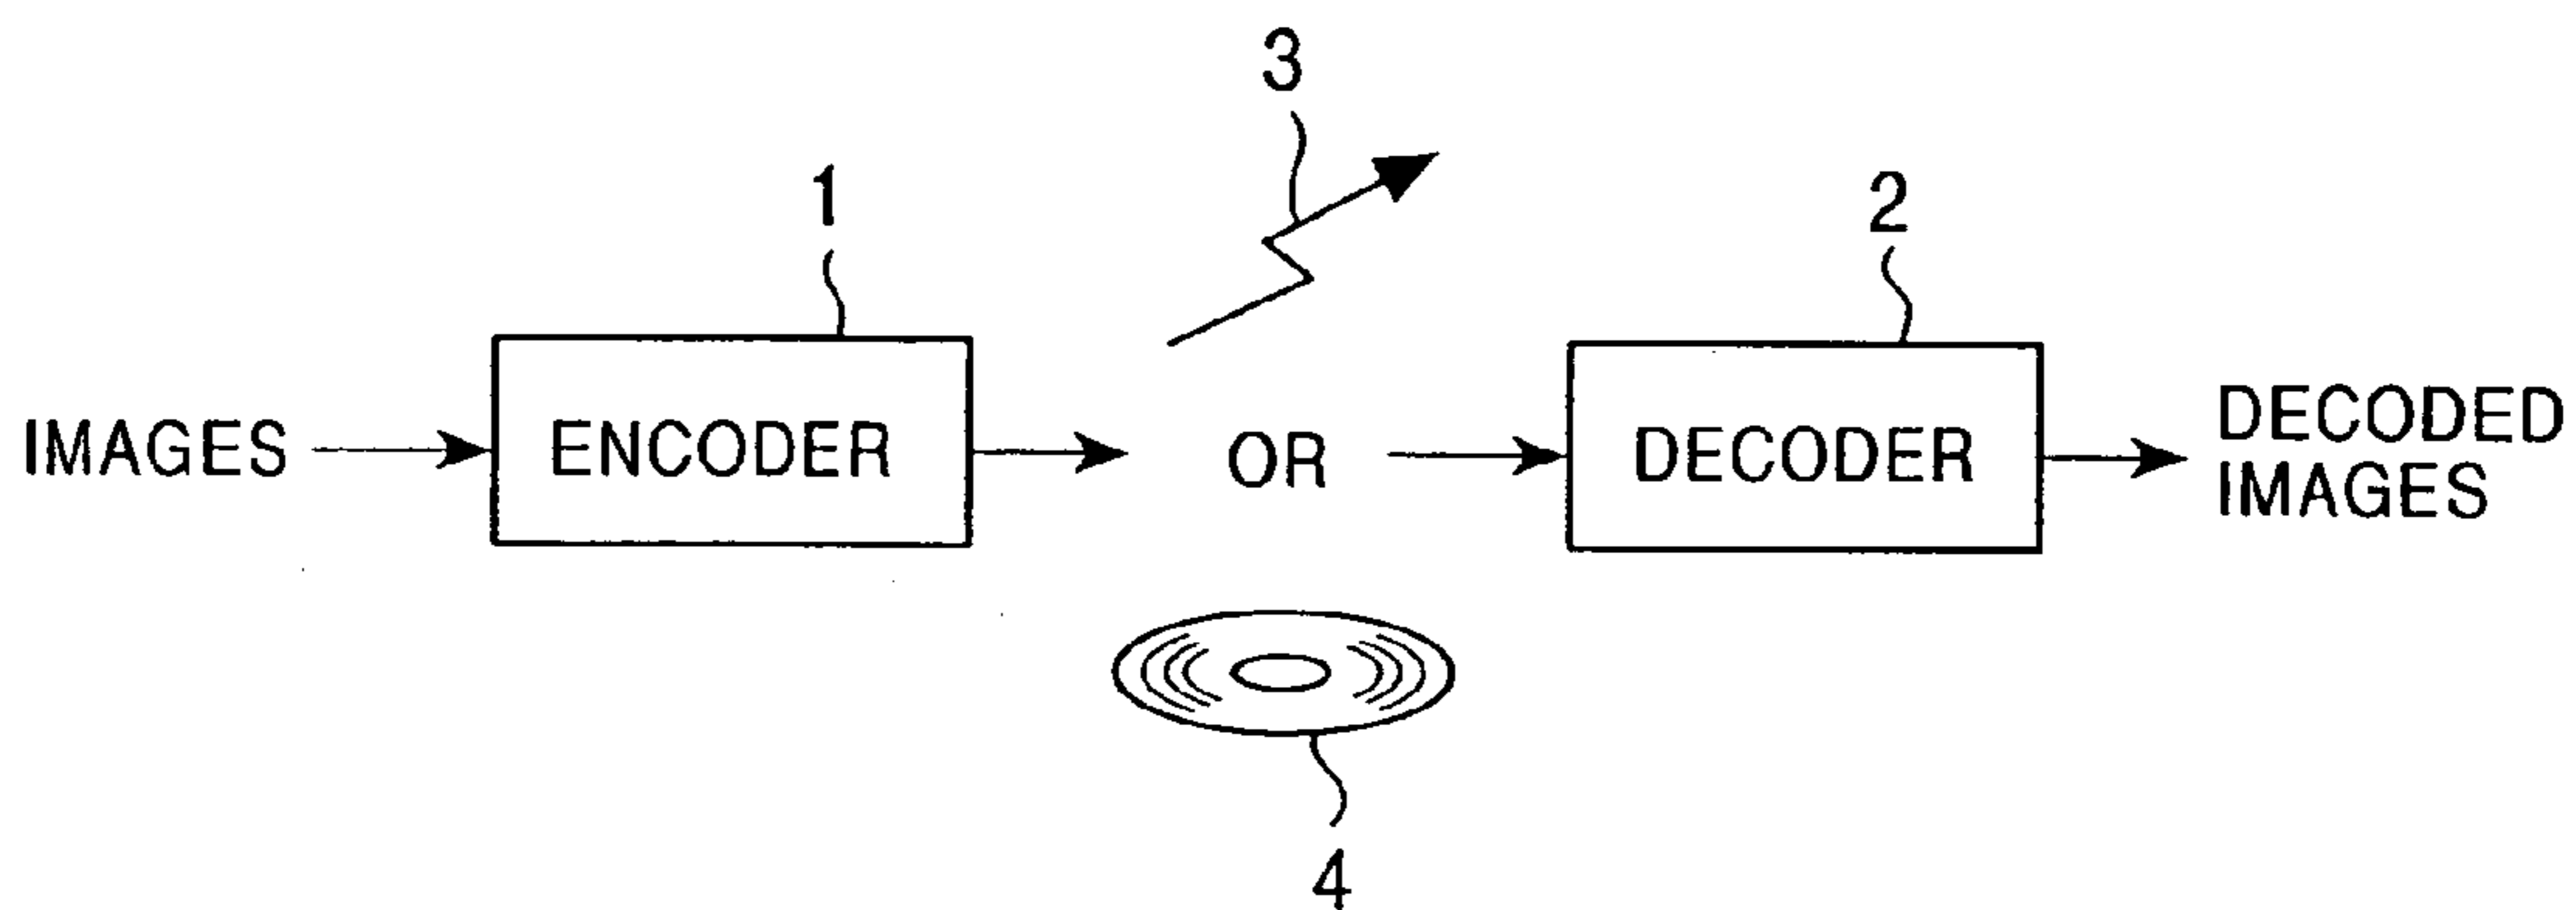 3
1
2
IMAGES
ENCODER
OR
DECODER
DECODED
IMAGES
4